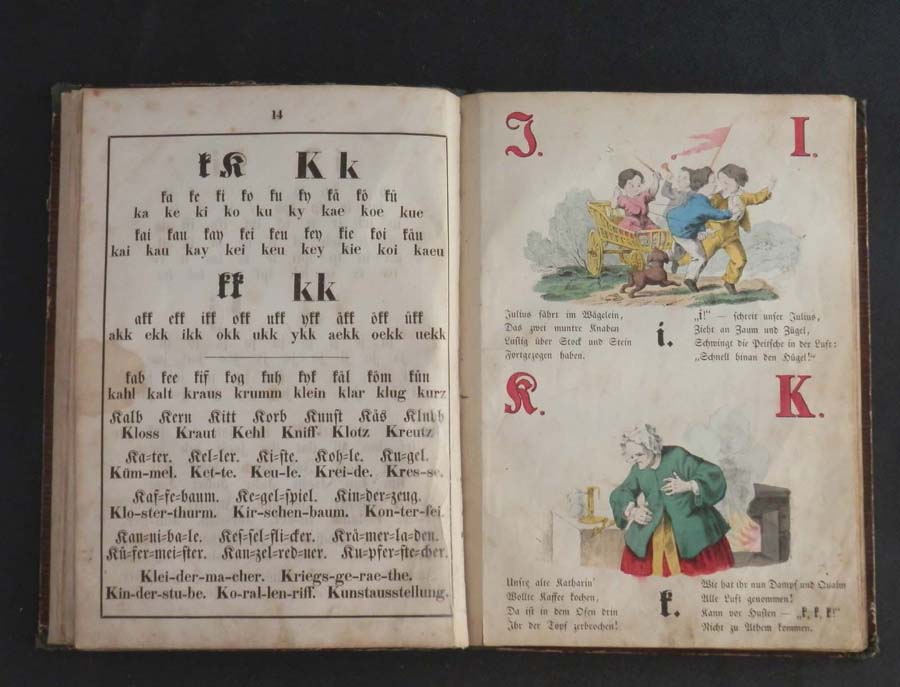 14
k K K k
ka ke ki ko ku ky kä kö kü
ka ke ki ko ku ky kae koe kue
kai kau kay kei keu key kie koi käu
kai kau kay kei keu key kie koi kaeu
kk kk
akk ekk ikk okk ukk ykk äkk ökk ükk
akk ekk ikk okk ukk ykk aekk oekk uekk
kab kee kif kog kuh kyk käl köm kün
kahl kalt kraus krumm klein klar klug kurz
Kalb Kern Kitt Korb Kunst Käs Klubb
Kloss Kraut Kehl Kniff Klotz Kreutz
Ka=ter. Kel=ler. Ki=ste. Koh=le. Ku=gel.
Küm-mel. Ket-te. Keu-le. Krei-de. Kres-se.
Kaf=fe=baum. Ke=gel=spiel. Kin=der=zeug.
Klo-ster-thurm. Kir-schen-baum. Kon-ter-fei.
Kan=ni=ba=le. Kes=sel=fli=cker. Krä=mer=la=den.
Kü=fer=mei=ster. Kan=zel=red=ner. Ku=pfer=ste=cher.
Klei-der-ma-cher. Kriegs-ge-rae-the.
Kin-der-stu-be. Ko-ral-len-riff. Kunstausstellung.
I. I.
Julius fährt im Wägelein,
Das zwei muntre Knaben
Lustig über Stock und Stein
Fortgezogen haben.
i.
„i!“ — schreit unser Julius,
Zieht an Zaum und Zügel,
Schwingt die Peitsche in der Luft:
„Schnell hinan den Hügel!“
K. K.
Unsre alte Katharin'
Wollte Kaffee kochen,
Da ist in dem Ofen drin
Ihr der Topf zerbrochen!
k.
Wie hat ihr nun Dampf und Qualm
Alle Luft genommen!
Kann vor Husten — „k, k, k!“
Nicht zu Athem kommen.